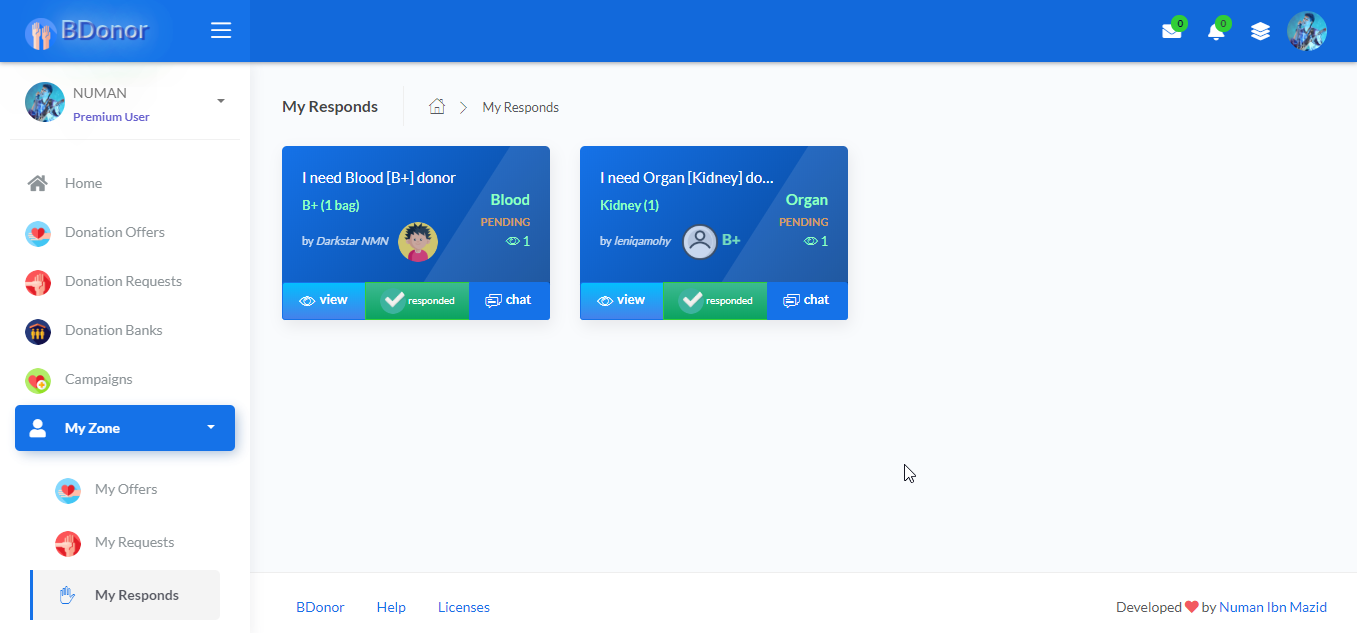 BDonor
0
0
NUMAN
Premium User
Home
Donation Offers
Donation Requests
Donation Banks
Campaigns
My Zone
My Offers
My Requests
My Responds
My Responds
My Responds
I need Blood [B+] donor
B+ (1 bag)
Blood
PENDING
by Darkstar NMN
1
view
responded
chat
I need Organ [Kidney] do...
Kidney (1)
Organ
PENDING
by leniqamohy
B+
1
view
responded
chat
BDonor
Help
Licenses
Developed by Numan Ibn Mazid